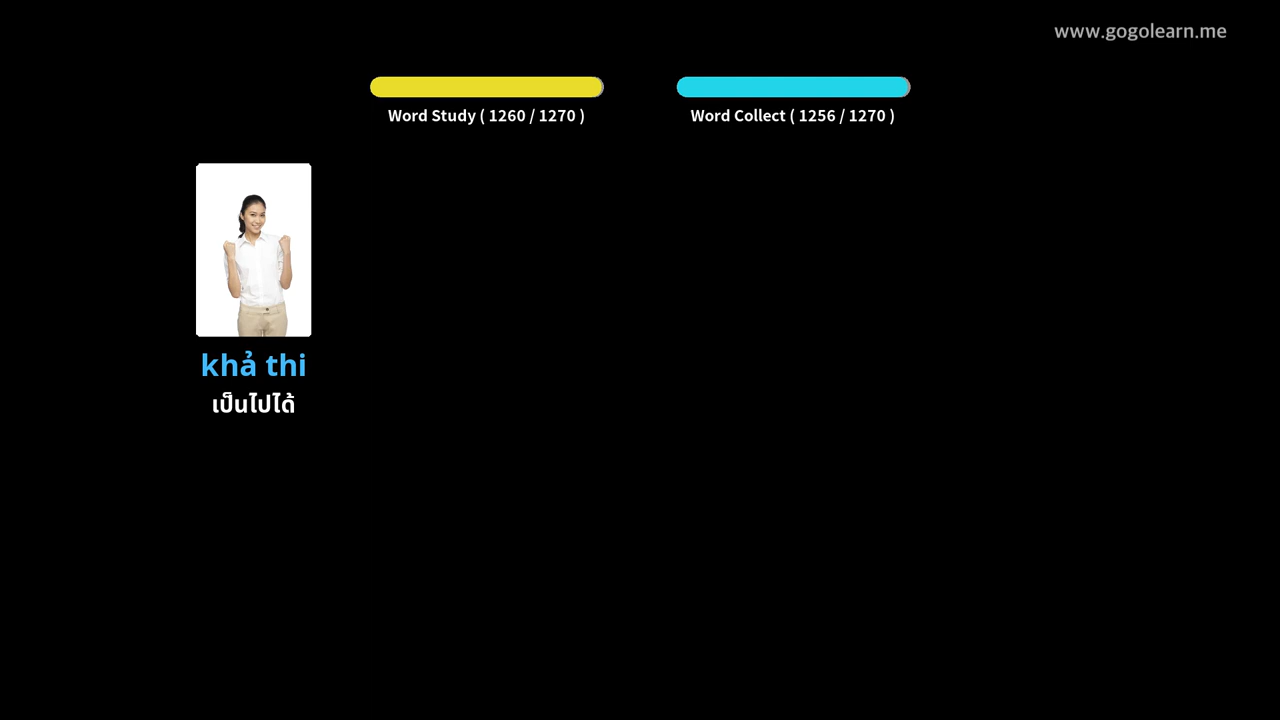 www.gogolearn.me
Word Study ( 1260 / 1270 )
Word Collect ( 1256 / 1270 )
khả thi
เป็นไปได้